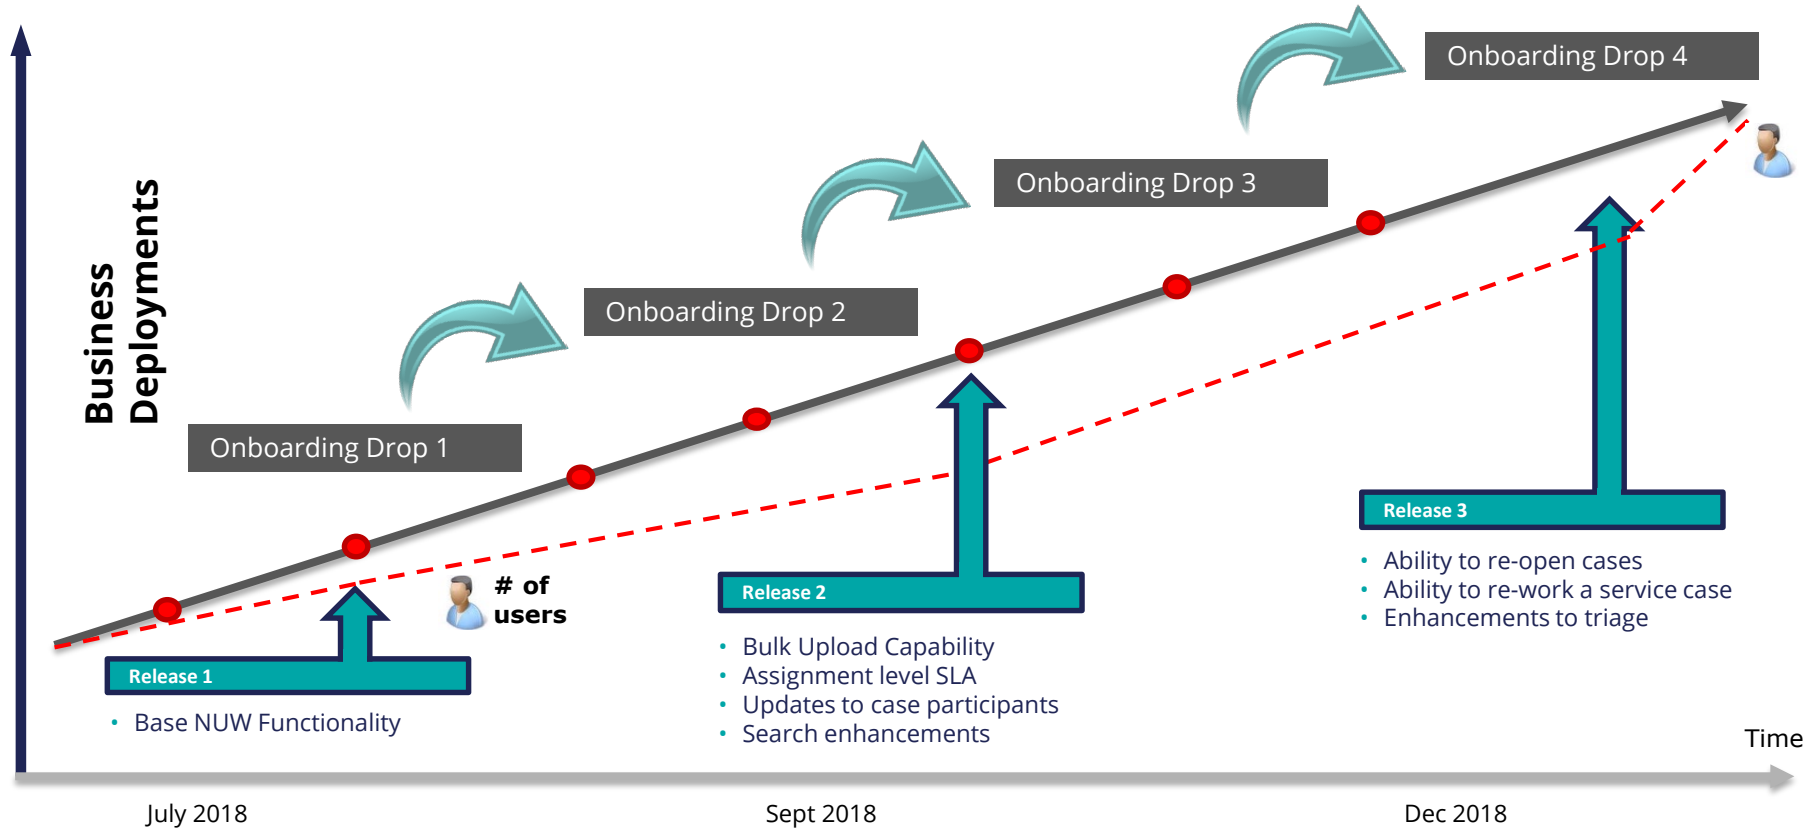 Onboarding Drop 4
Onboarding Drop 3
Onboarding Drop 2
Onboarding Drop 1
Business
Deployments
# of
users
Release 1
• Base NUW Functionality
Release 2
• Bulk Upload Capability
• Assignment level SLA
• Updates to case participants
• Search enhancements
Release 3
• Ability to re-open cases
• Ability to re-work a service case
• Enhancements to triage
Time
July 2018
Sept 2018
Dec 2018